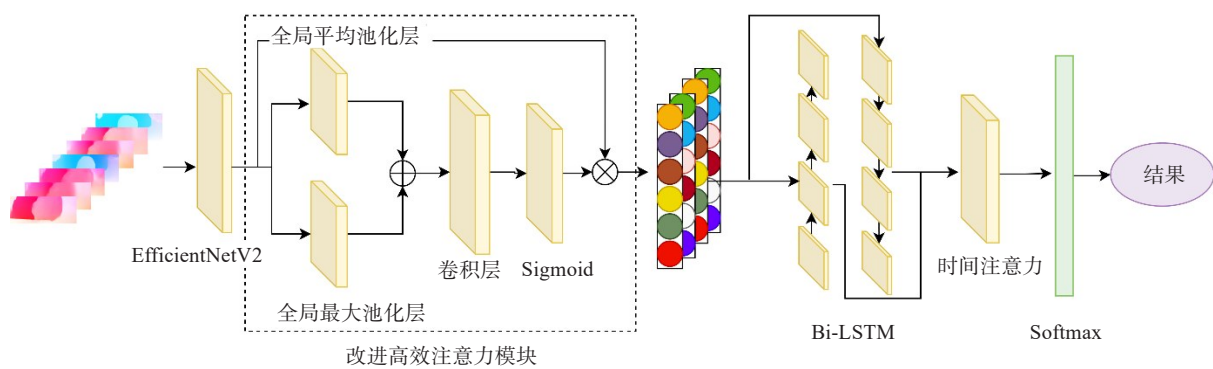 全局平均池化层
EfficientNetV2
卷积层
Sigmoid
全局最大池化层
改进高效注意力模块
Bi-LSTM
时间注意力
Softmax
结果